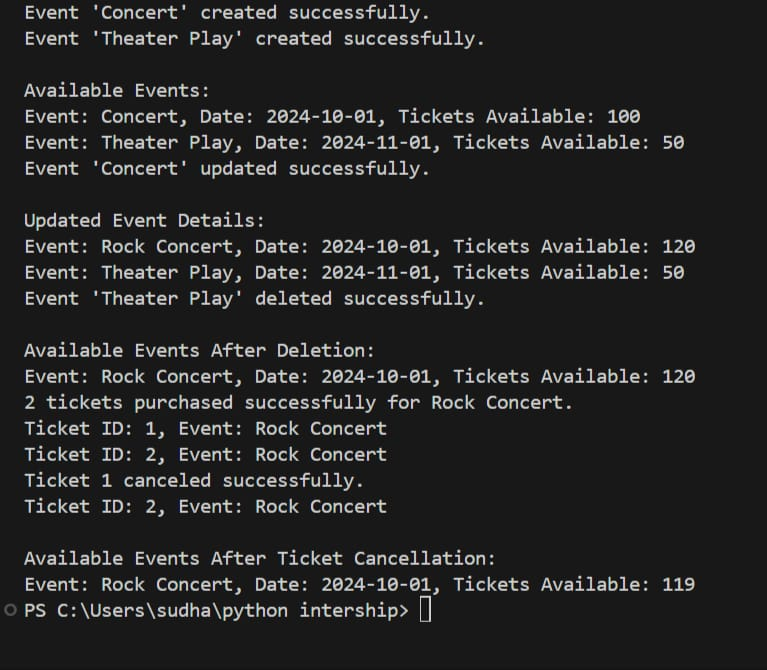 Event 'Concert' created successfully.
Event 'Theater Play' created successfully.
Available Events:
Event: Concert, Date: 2024-10-01, Tickets Available: 100
Event: Theater Play, Date: 2024-11-01, Tickets Available: 50
Event 'Concert' updated successfully.
Updated Event Details:
Event: Rock Concert, Date: 2024-10-01, Tickets Available: 120
Event: Theater Play, Date: 2024-11-01, Tickets Available: 50
Event 'Theater Play' deleted successfully.
Available Events After Deletion:
Event: Rock Concert, Date: 2024-10-01, Tickets Available: 120
2 tickets purchased successfully for Rock Concert.
Ticket ID: 1, Event: Rock Concert
Ticket ID: 2, Event: Rock Concert
Ticket 1 canceled successfully.
Ticket ID: 2, Event: Rock Concert
Available Events After Ticket Cancellation:
Event: Rock Concert, Date: 2024-10-01, Tickets Available: 119
PS C:\Users\sudha\python intership>